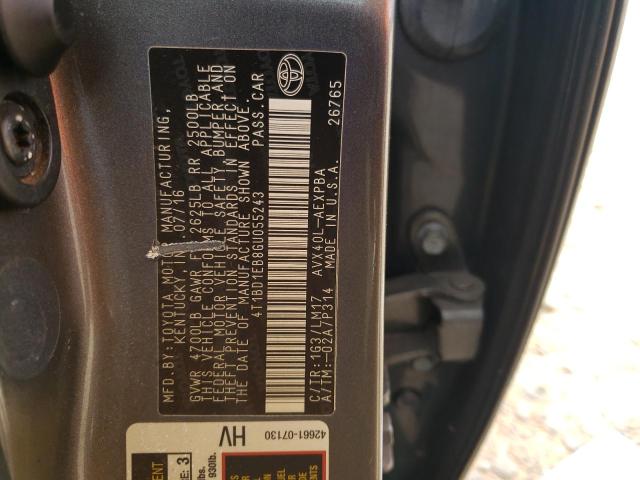 MFD.BY:TOYOTA MOTOR MANUFACTURING,
KENTUCKY, INC. 07/16
GVWR 4700LB GAWR FR 2625LB RR 2500LB
THIS VEHICLE CONFORMS TO ALL APPLICABLE
FEDERAL MOTOR VEHICLE SAFETY BUMPER AND
THEFT PREVENTION STANDARDS IN EFFECT ON
THE DATE OF MANUFACTURE SHOWN ABOVE.
4T1BD1EB8GU055243 PASS.CAR
C/TR:1G3/LM17 AVX40L-AEXPBA
A/TM:-02A/P314 MADE IN U.S.A. 26765
42661-07130
HV